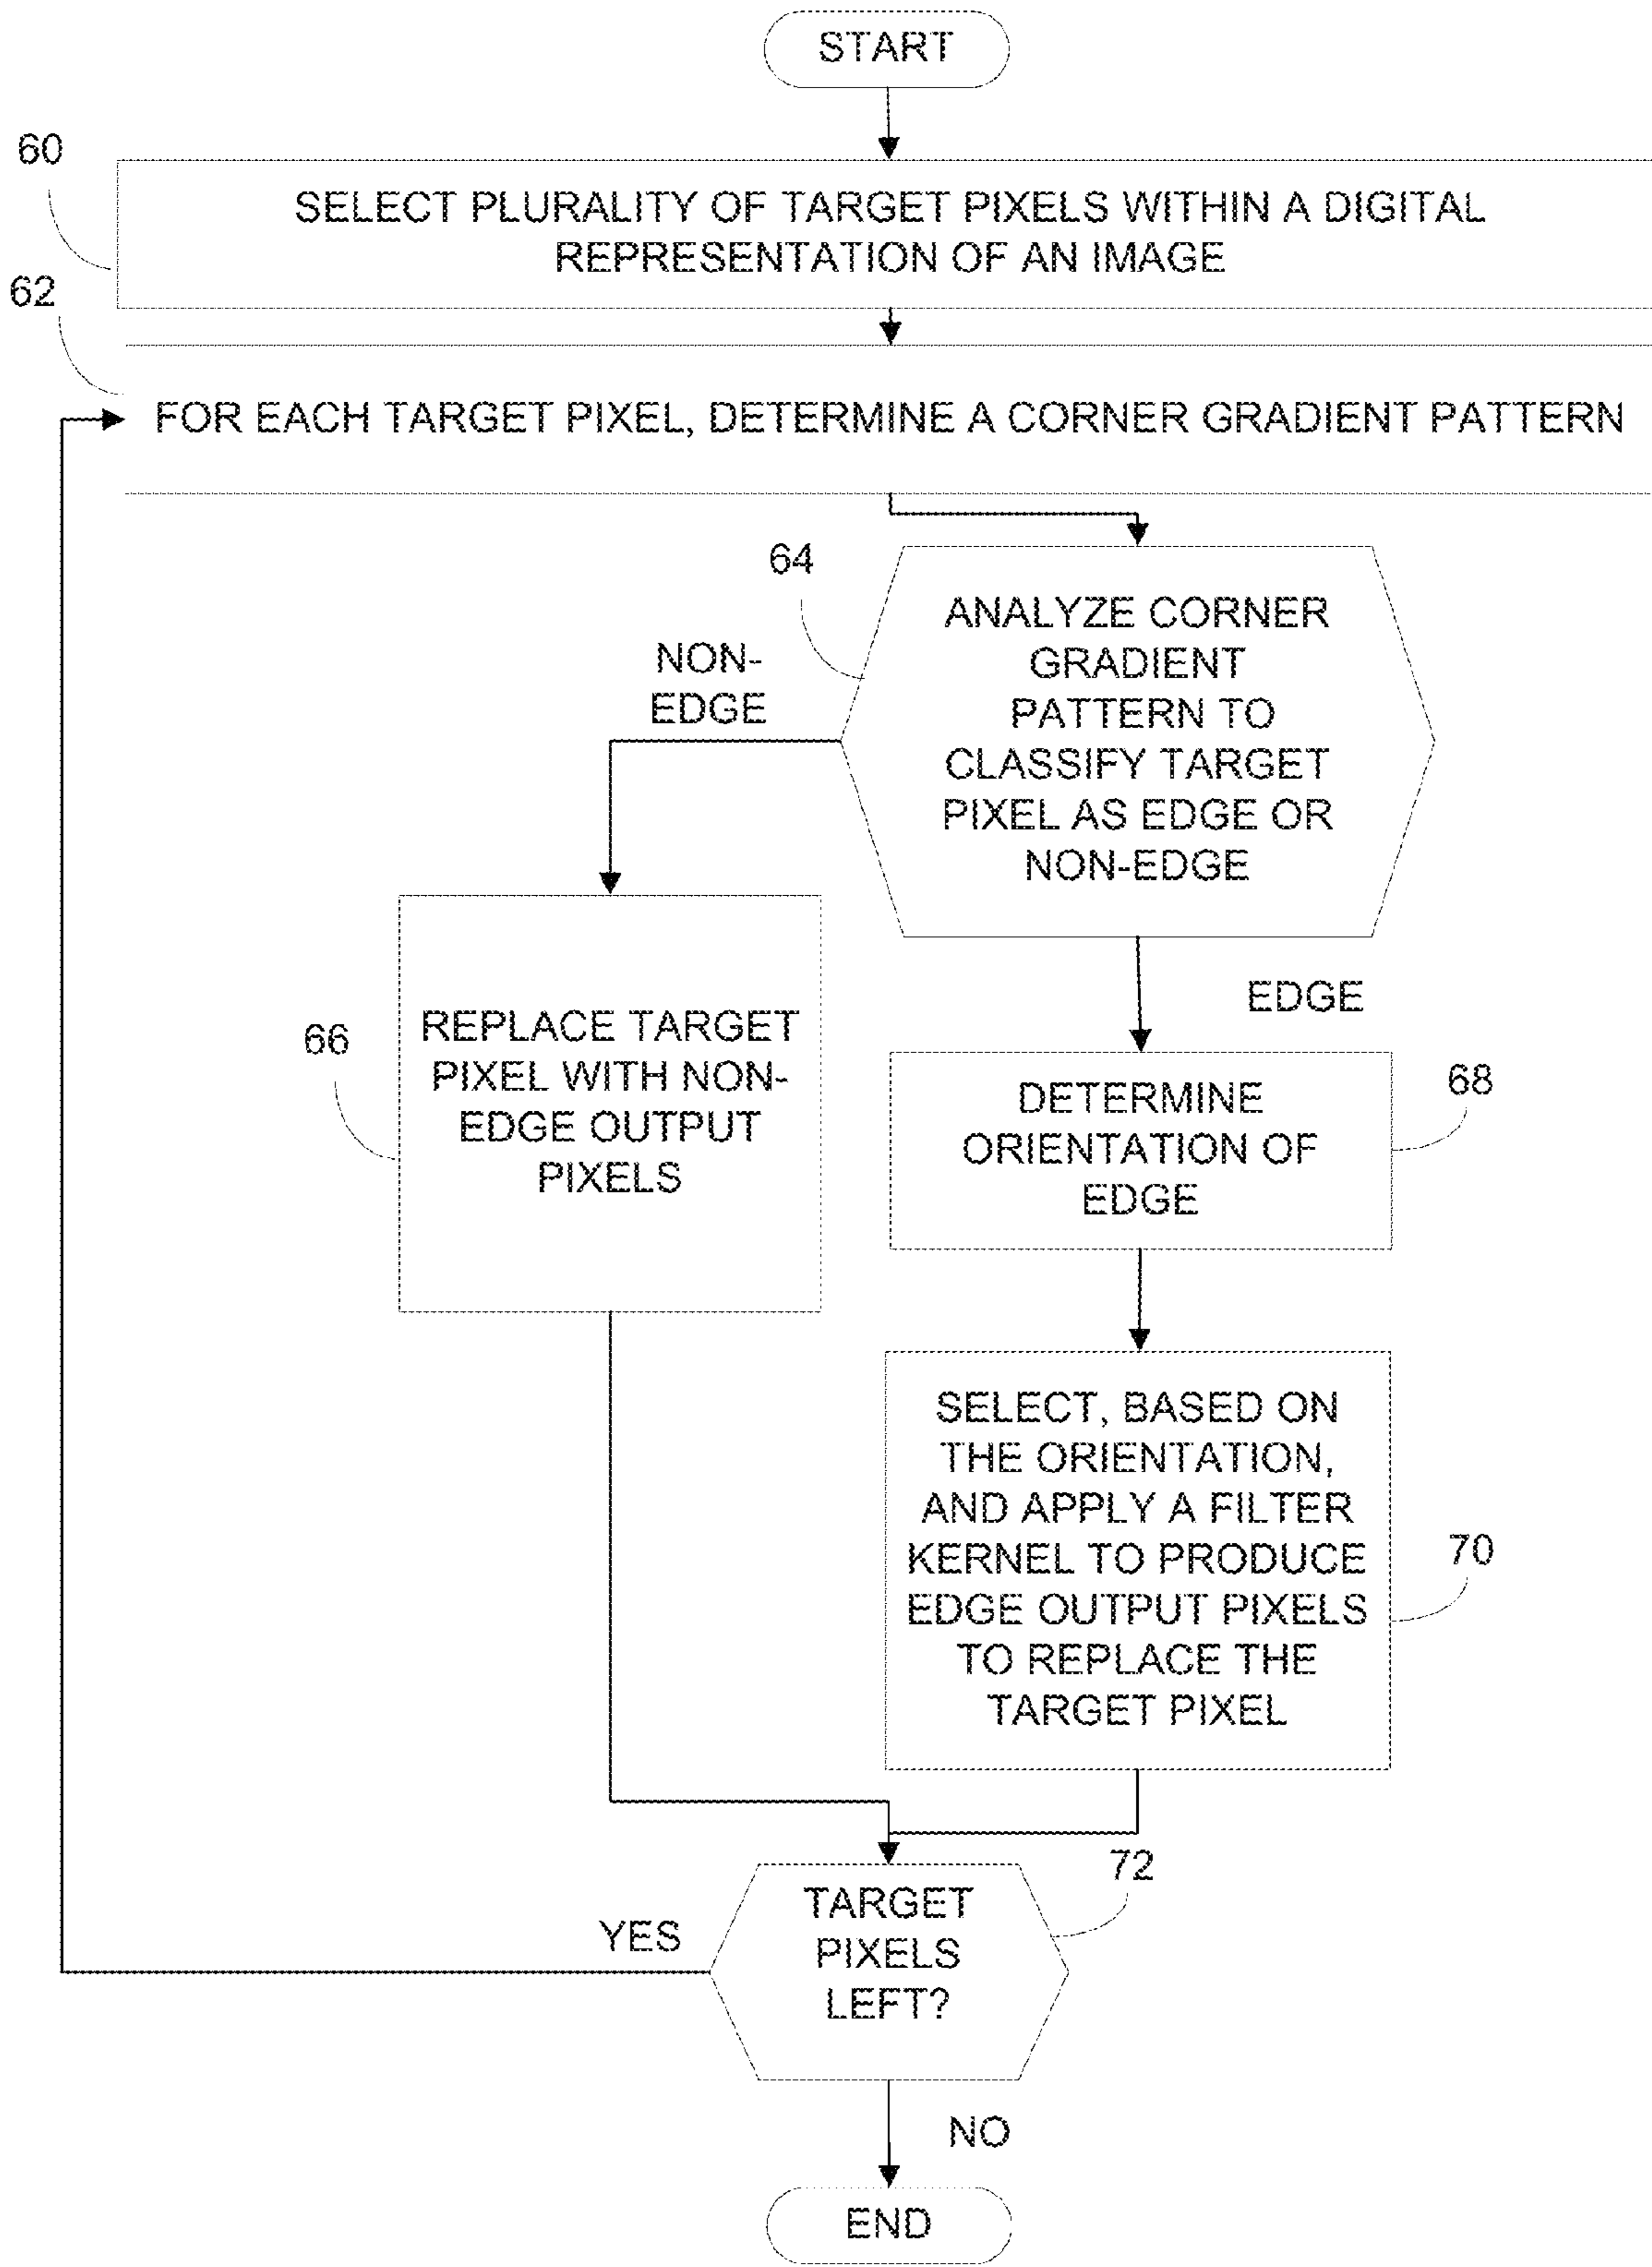 START
60
SELECT PLURALITY OF TARGET PIXELS WITHIN A DIGITAL
REPRESENTATION OF AN IMAGE
62
FOR EACH TARGET PIXEL, DETERMINE A CORNER GRADIENT PATTERN
64
ANALYZE CORNER
GRADIENT
PATTERN TO
CLASSIFY TARGET
PIXEL AS EDGE OR
NON-EDGE
NON-
EDGE
EDGE
66
REPLACE TARGET
PIXEL WITH NON-
EDGE OUTPUT
PIXELS
68
DETERMINE
ORIENTATION OF
EDGE
70
SELECT, BASED ON
THE ORIENTATION,
AND APPLY A FILTER
KERNEL TO PRODUCE
EDGE OUTPUT PIXELS
TO REPLACE THE
TARGET PIXEL
72
TARGET
PIXELS
LEFT?
YES
NO
END